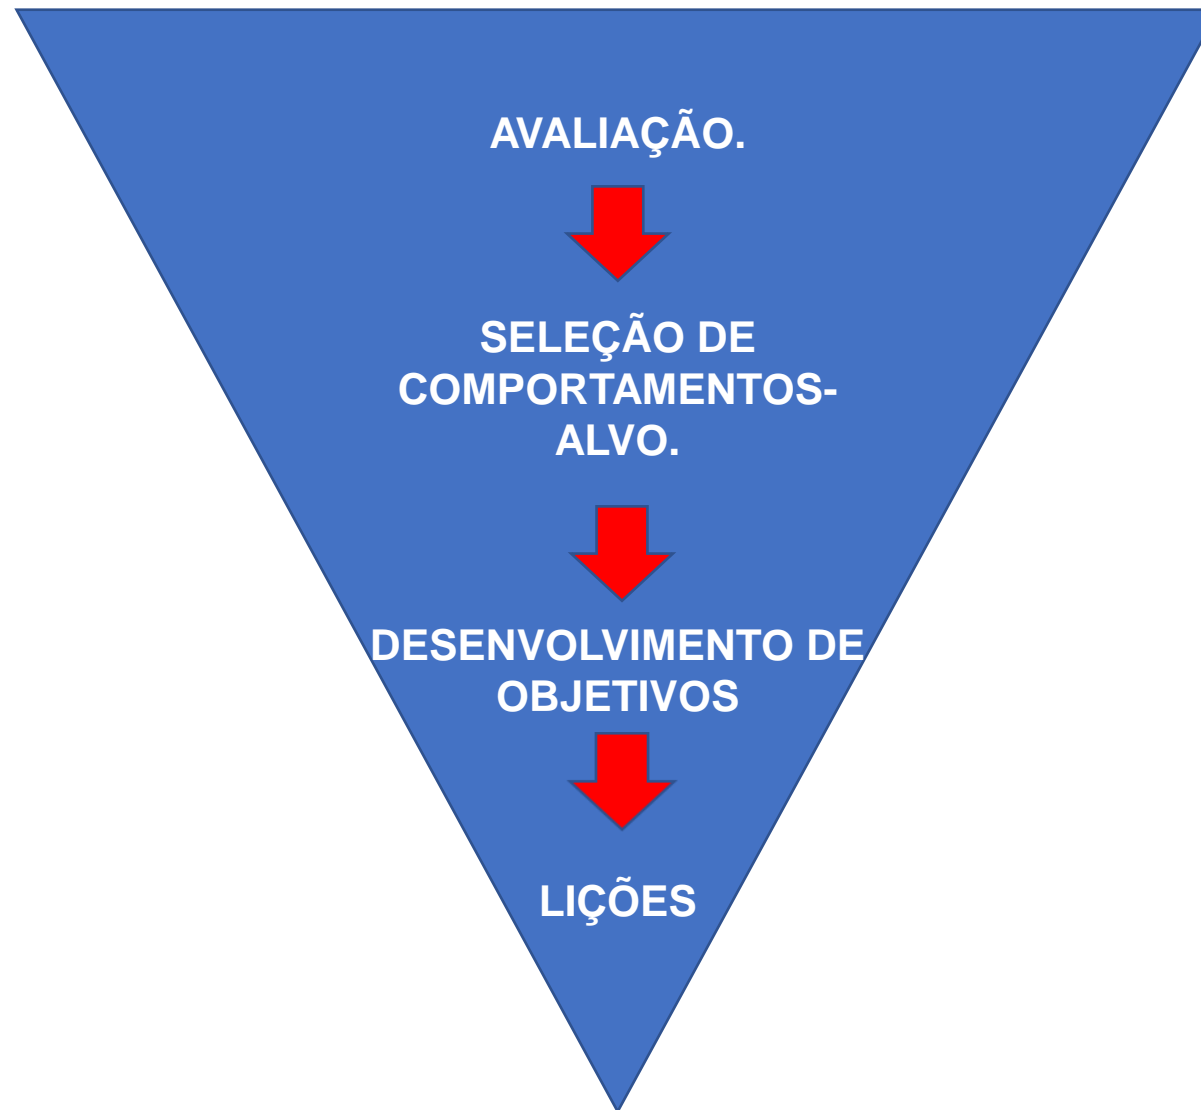 AVALIAÇÃO.
SELEÇÃO DE
COMPORTAMENTOS-
ALVO.
DESENVOLVIMENTO DE
OBJETIVOS
LIÇÕES